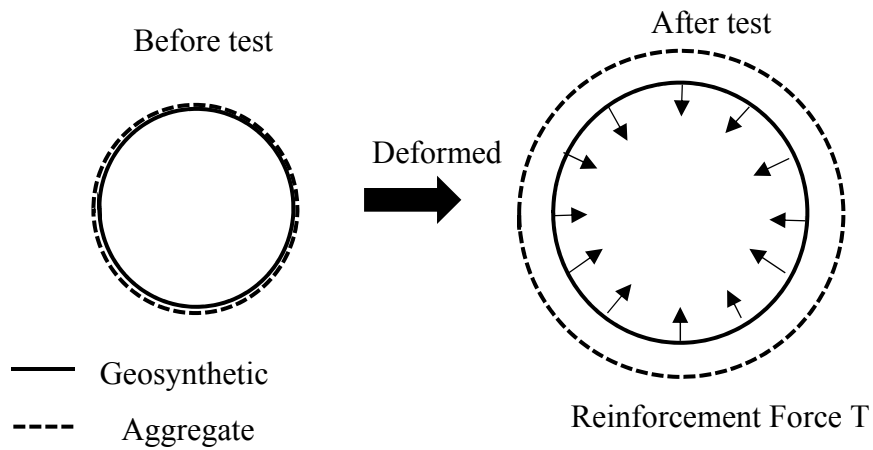 Before test
After test
Deformed
Geosynthetic
Aggregate
Reinforcement Force T